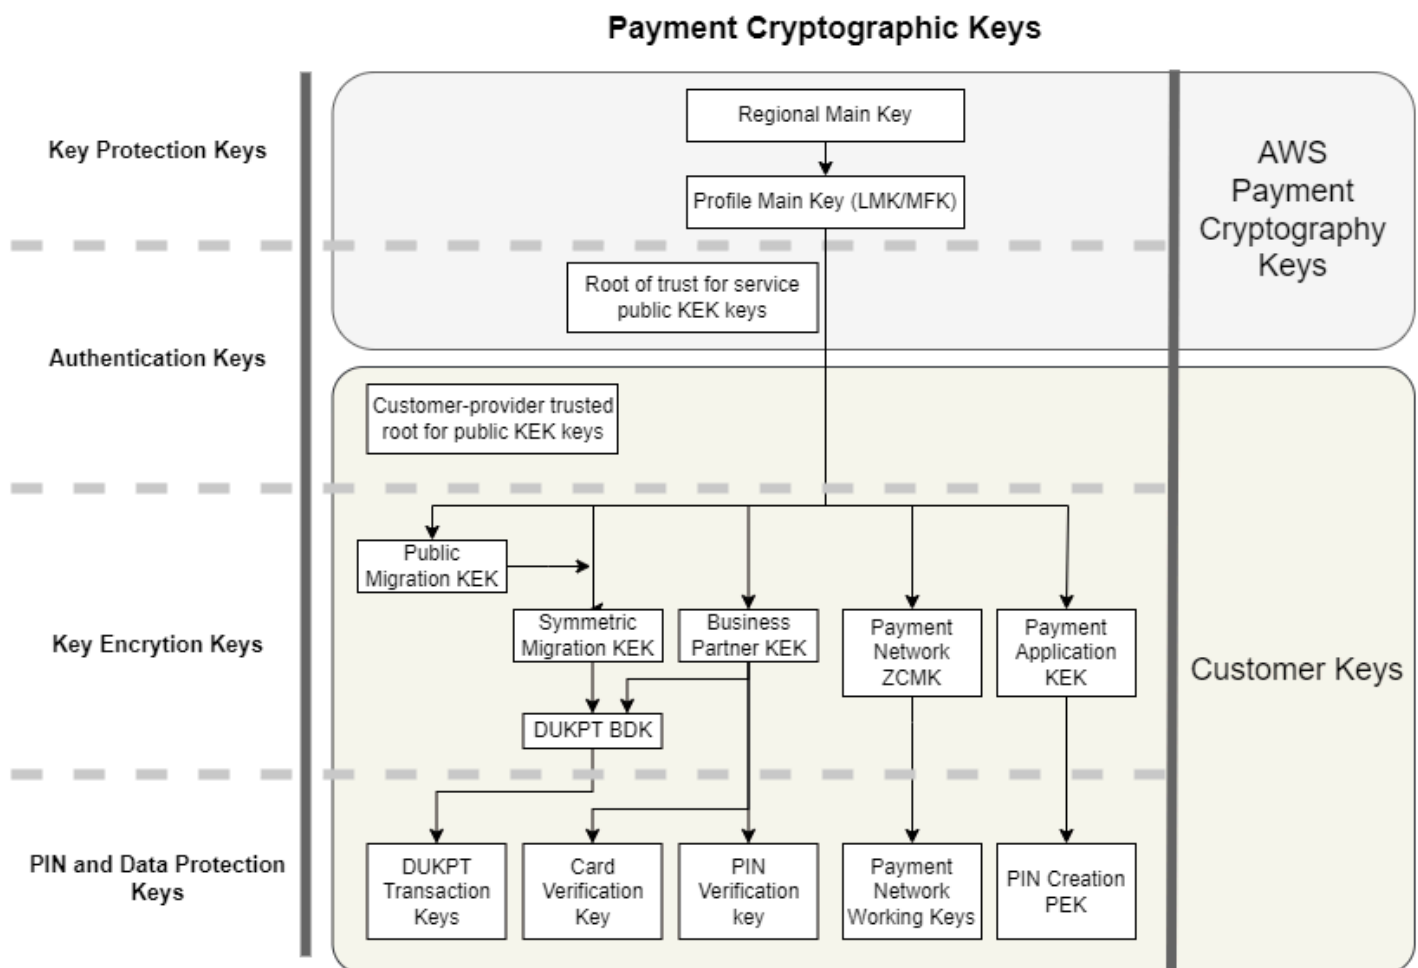 Payment Cryptographic Keys
Key Protection Keys
Regional Main Key
Profile Main Key (LMK/MFK)
AWS
Payment
Cryptography
Keys
Authentication Keys
Root of trust for service
public KEK keys
Customer-provider trusted
root for public KEK keys
Key Encrytion Keys
Public
Migration KEK
Symmetric
Migration KEK
Business
Partner KEK
Payment
Network
ZCMK
Payment
Application
KEK
Customer Keys
DUKPT BDK
PIN and Data Protection
Keys
DUKPT
Transaction
Keys
Card
Verification
Key
PIN
Verification
key
Payment
Network
Working Keys
PIN Creation
PEK